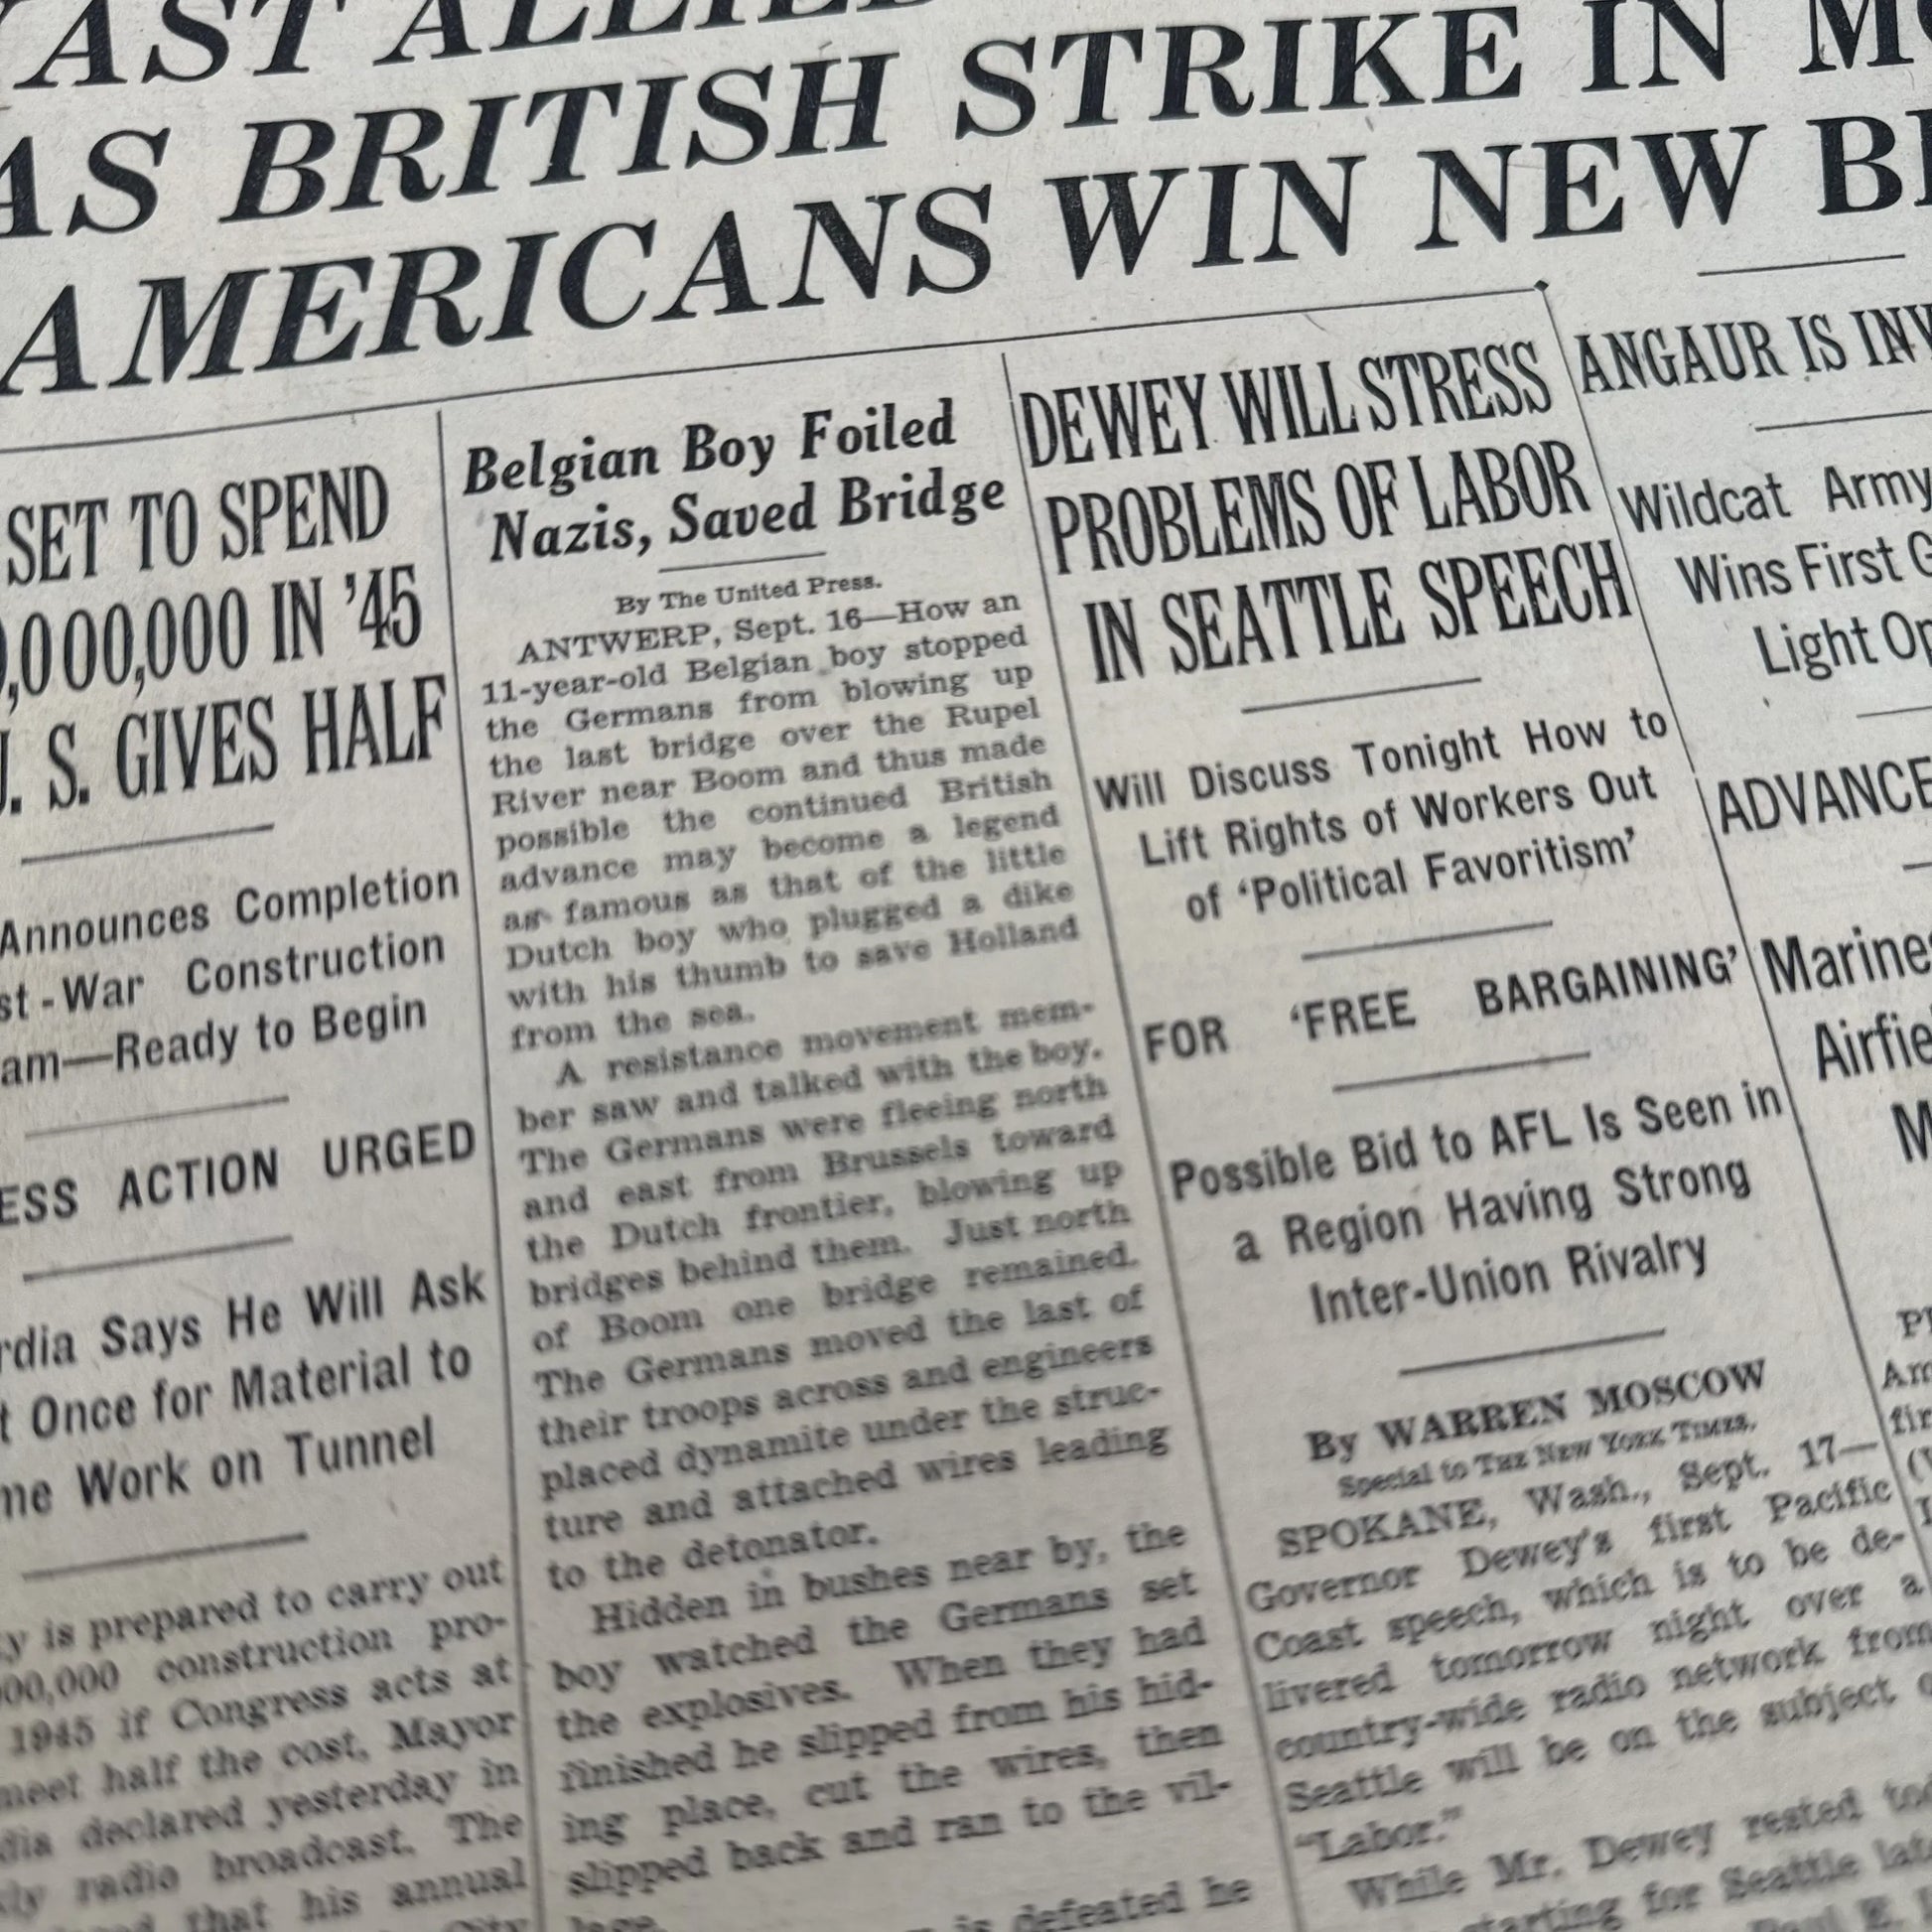 AST ALLIED
AS BRITISH STRIKE IN
AMERICANS WIN NEW
SET TO SPEND
0,000,000 IN '45
U. S. GIVES HALF
Announces Completion
st-War Construction
am—Ready to Begin
ESS ACTION URGED
rdia Says He Will Ask
t Once for Material to
me Work on Tunnel
y is prepared to carry out
00,000 construction pro-
1945 if Congress acts at
meet half the cost, Mayor
dia declared yesterday in
ly radio broadcast. The
that his annual
City
Belgian Boy Foiled
Nazis, Saved Bridge
By The United Press.
ANTWERP, Sept. 16—How an
11-year-old Belgian boy stopped
the Germans from blowing up
the last bridge over the Rupel
River near Boom and thus made
possible the continued British
advance may become a legend
as famous as that of the little
Dutch boy who plugged a dike
with his thumb to save Holland
from the sea.
A resistance movement mem-
ber saw and talked with the boy.
The Germans were fleeing north
and east from Brussels toward
the Dutch frontier, blowing up
bridges behind them. Just north
of Boom one bridge remained.
The Germans moved the last of
their troops across and engineers
placed dynamite under the struc-
ture and attached wires leading
to the detonator.
Hidden in bushes near by, the
boy watched the Germans set
the explosives. When they had
finished he slipped from his hid-
ing place, cut the wires, then
slipped back and ran to the vil-
lage.
is defeated he
DEWEY WILL STRESS
PROBLEMS OF LABOR
IN SEATTLE SPEECH
Will Discuss Tonight How to
Lift Rights of Workers Out
of 'Political Favoritism'
FOR 'FREE BARGAINING'
Possible Bid to AFL Is Seen in
a Region Having Strong
Inter-Union Rivalry
By WARREN MOSCOW
Special to THE NEW YORK TIMES.
SPOKANE, Wash., Sept. 17—
Governor Dewey's first Pacific
Coast speech, which is to be de-
livered tomorrow night over a
country-wide radio network from
Seattle will be on the subject
"Labor."
While Mr. Dewey rested
starting for Seattle
ANGAUR IS INV
Wildcat Army
Wins First
Light Op
ADVANCE
Marines
Airfie
M